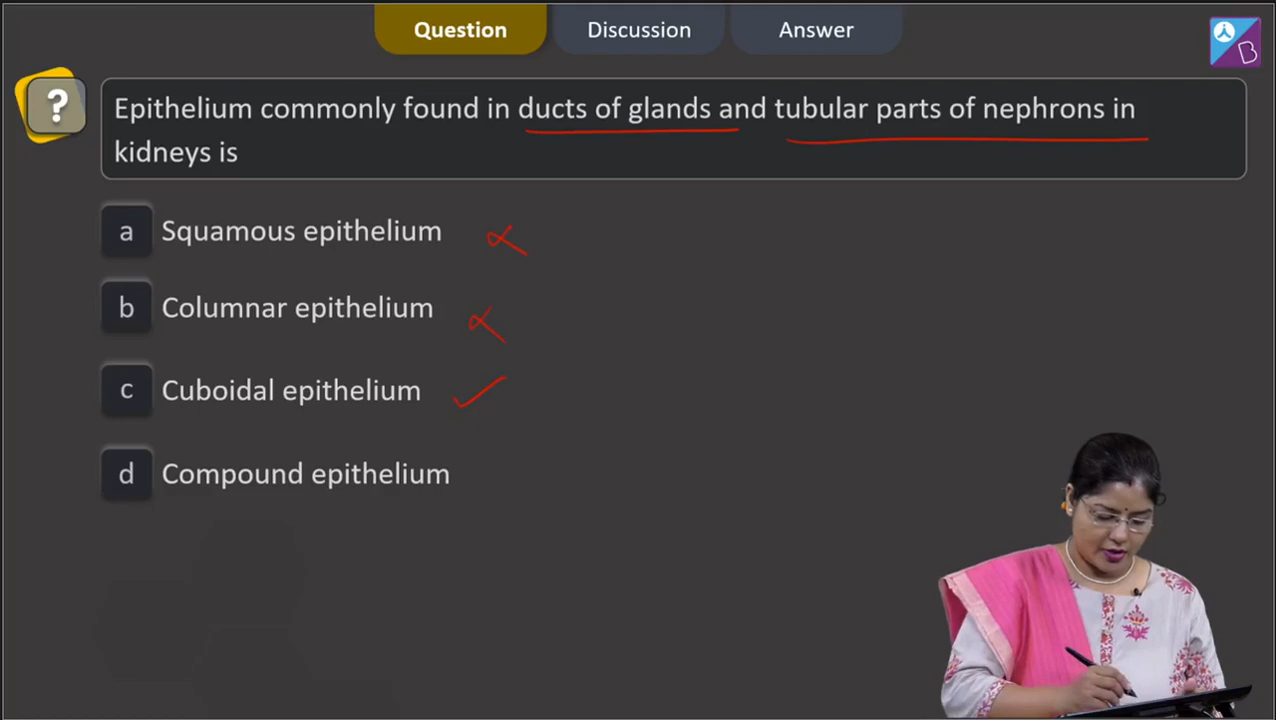 Question
Discussion
Answer
B
?
Epithelium commonly found in ducts of glands and tubular parts of nephrons in
kidneys is
a Squamous epithelium
b Columnar epithelium
c Cuboidal epithelium
d Compound epithelium